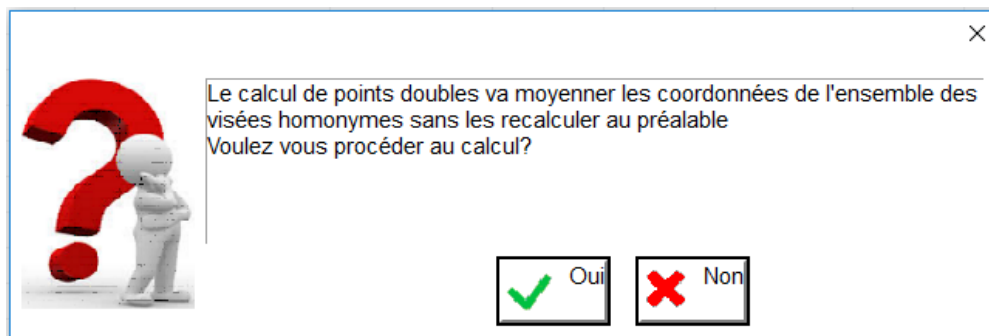 Le calcul de points doubles va moyenner les coordonnées de l'ensemble des
visées homonymes sans les recalculer au préalable
Voulez vous procéder au calcul?
Oui
Non